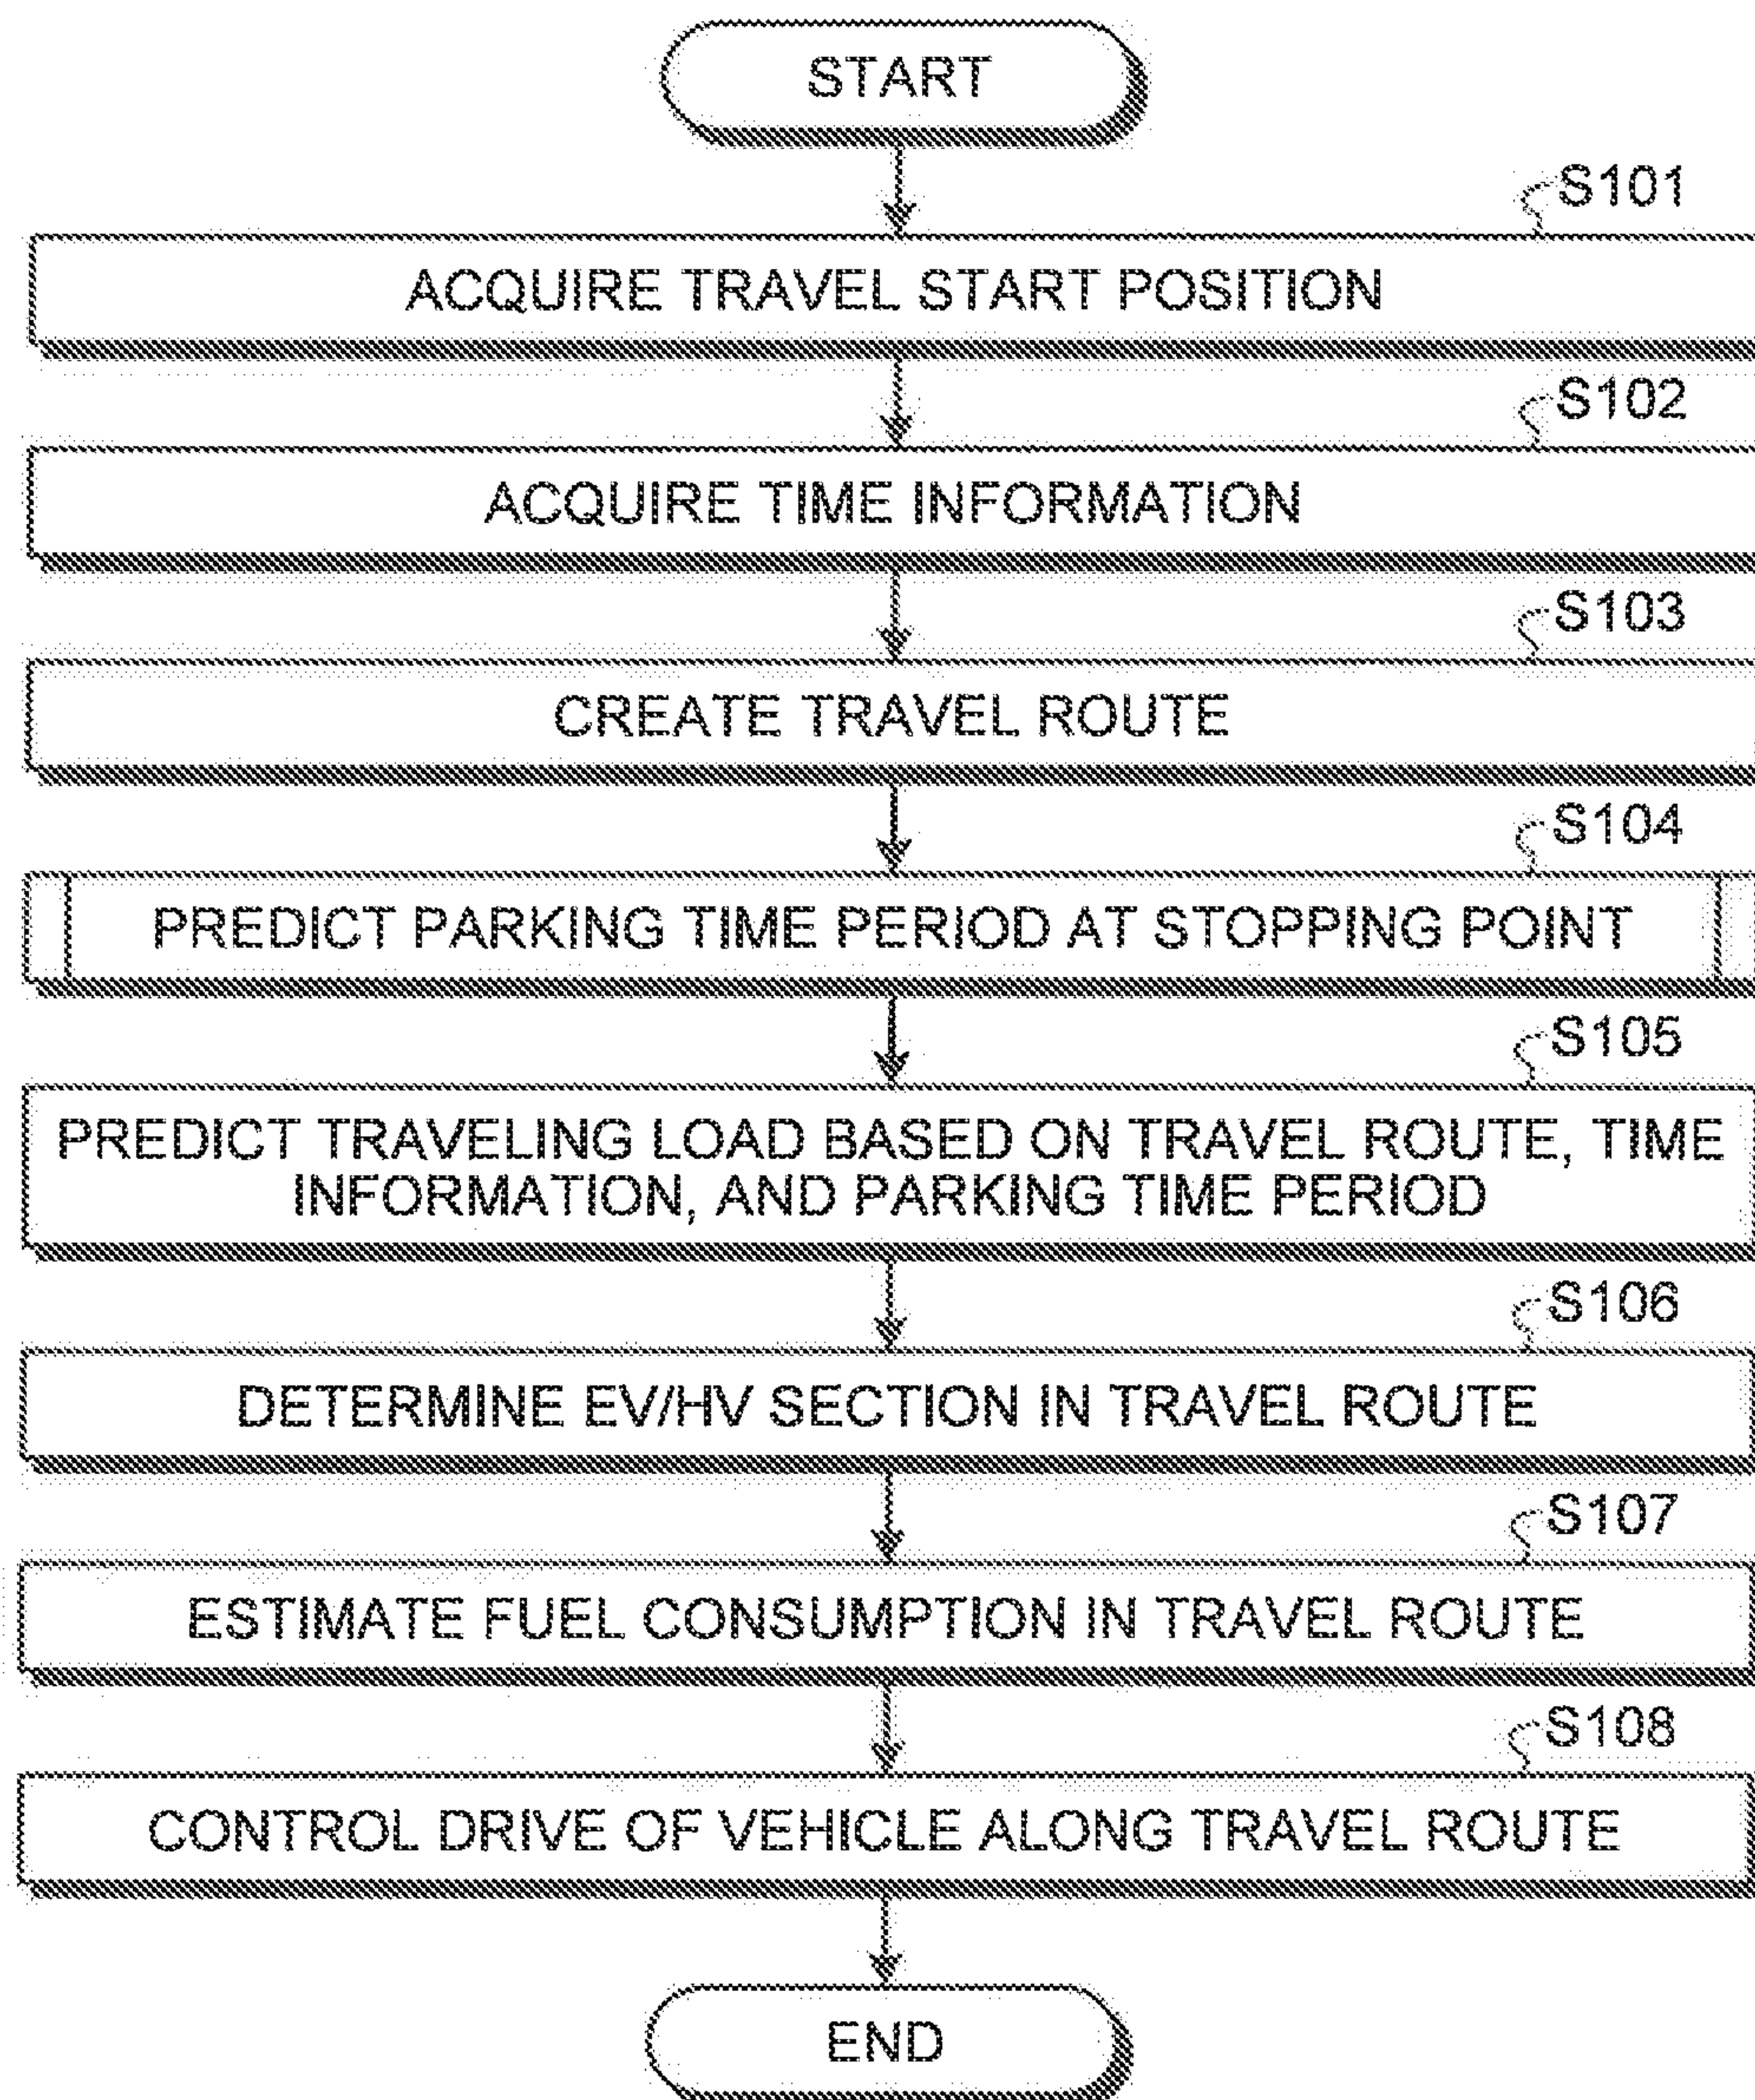 START
S101
ACQUIRE TRAVEL START POSITION
S102
ACQUIRE TIME INFORMATION
S103
CREATE TRAVEL ROUTE
S104
PREDICT PARKING TIME PERIOD AT STOPPING POINT
S105
PREDICT TRAVELING LOAD BASED ON TRAVEL ROUTE, TIME
INFORMATION, AND PARKING TIME PERIOD
S106
DETERMINE EV/HV SECTION IN TRAVEL ROUTE
S107
ESTIMATE FUEL CONSUMPTION IN TRAVEL ROUTE
S108
CONTROL DRIVE OF VEHICLE ALONG TRAVEL ROUTE
END